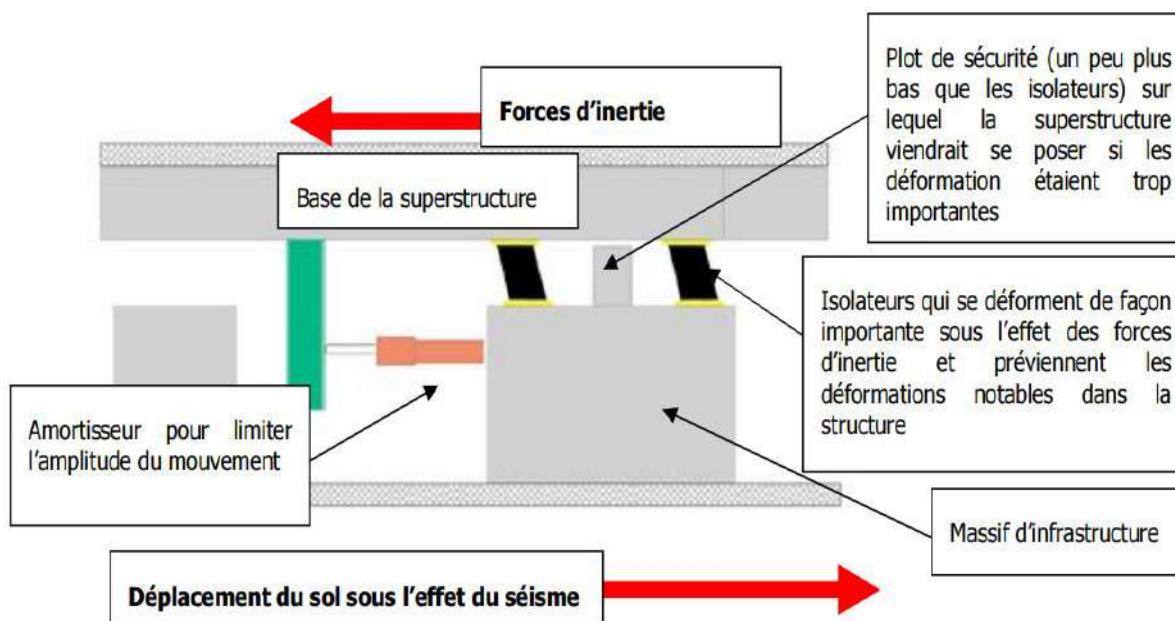 Plot de sécurité (un peu plus
bas que les isolateurs) sur
lequel la superstructure
viendrait se poser si les
déformation étaient trop
importantes
Forces d'inertie
Base de la superstructure
Isolateurs qui se déforment de façon
importante sous l'effet des forces
d'inertie et préviennent les
déformations notables dans la
structure
Amortisseur pour limiter
l'amplitude du mouvement
Massif d'infrastructure
Déplacement du sol sous l'effet du séisme